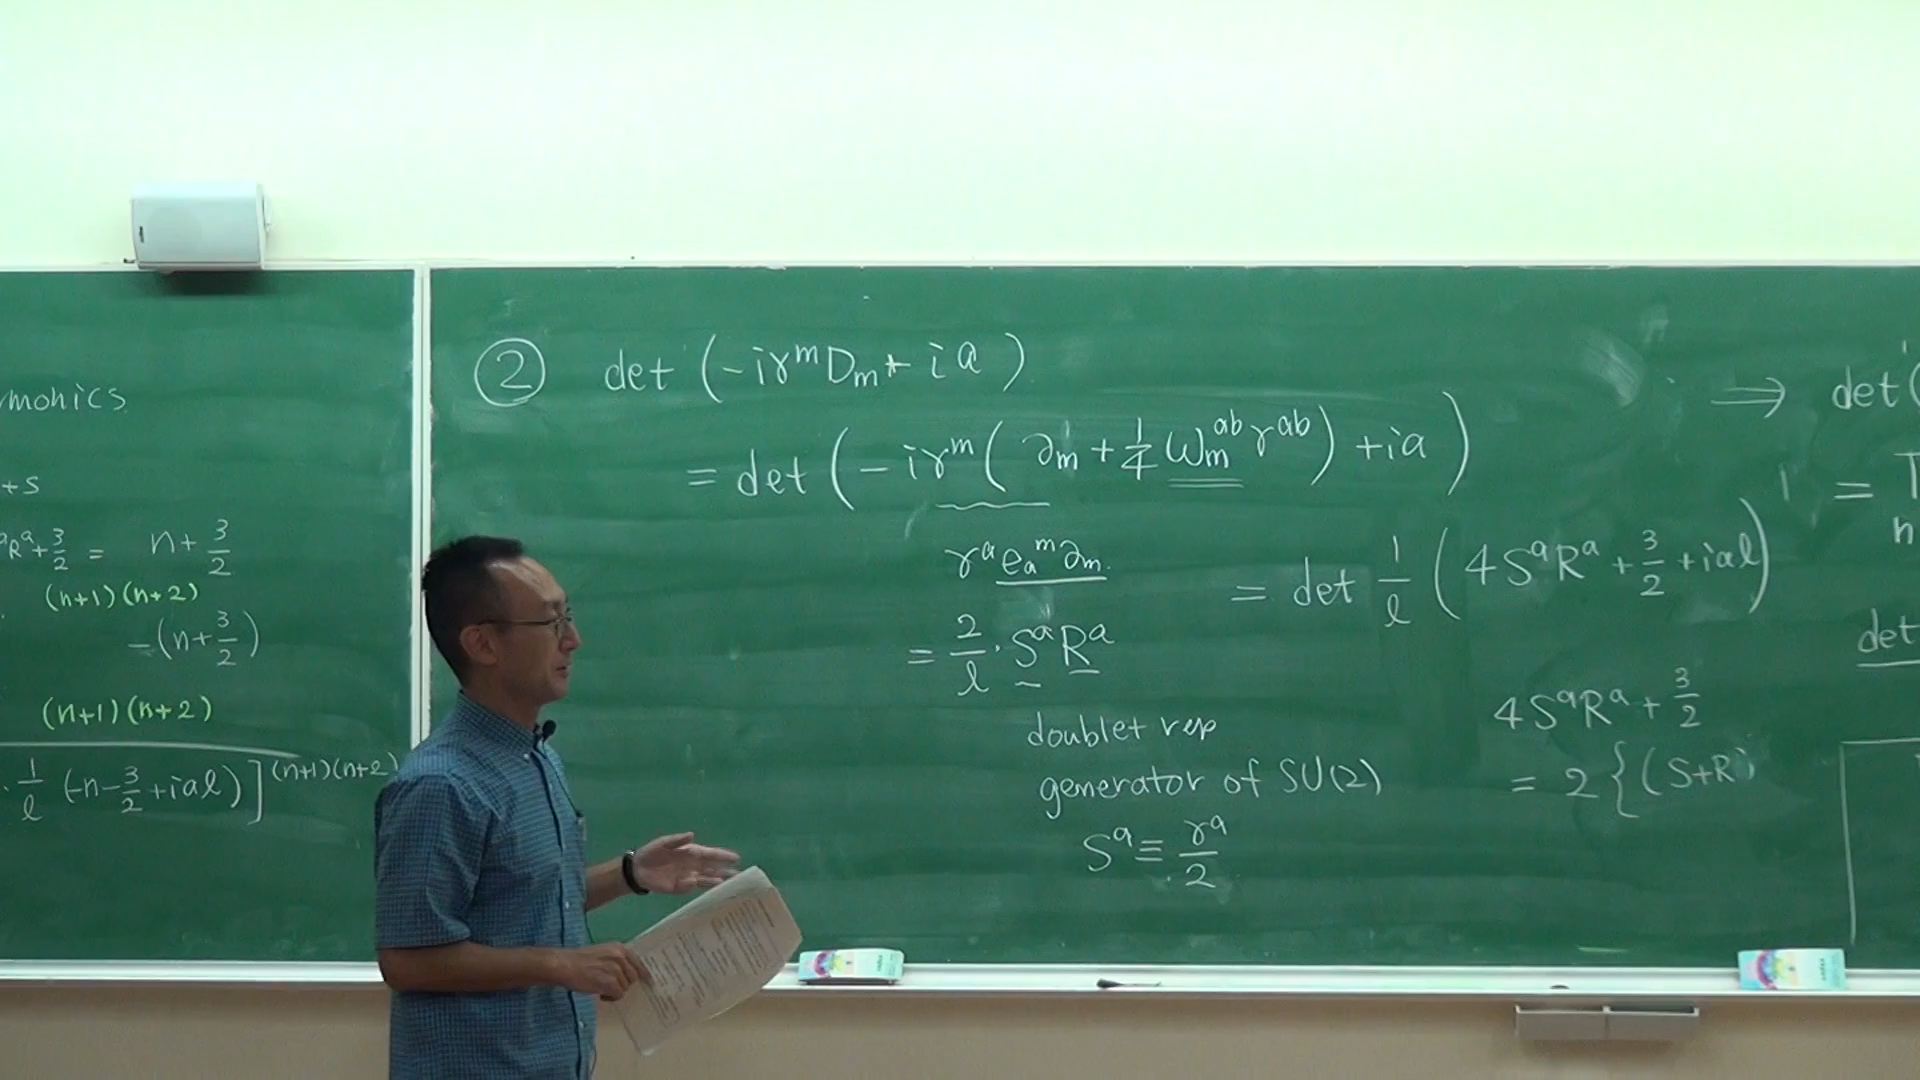 monics
+s
ᵃRᵃ+3/2 = n+3/2
(n+1)(n+2)
-(n+3/2)
(n+1)(n+2)
1/ℓ (-n-3/2+iaℓ)]^(n+1)(n+2)
② det (-iγ^m D_m + ia)
= det (-iγ^m (∂_m + 1/4 ω_m^ab γ^ab) + ia)
γ^a e_a^m ∂_m.
= 2/ℓ · S^a R^a
doublet rep
generator of SU(2)
S^a ≡ γ^a/2
= det 1/ℓ (4S^a R^a + 3/2 + iaℓ)
4S^a R^a + 3/2
= 2{(S+R)
⇒ det(
=
n
det